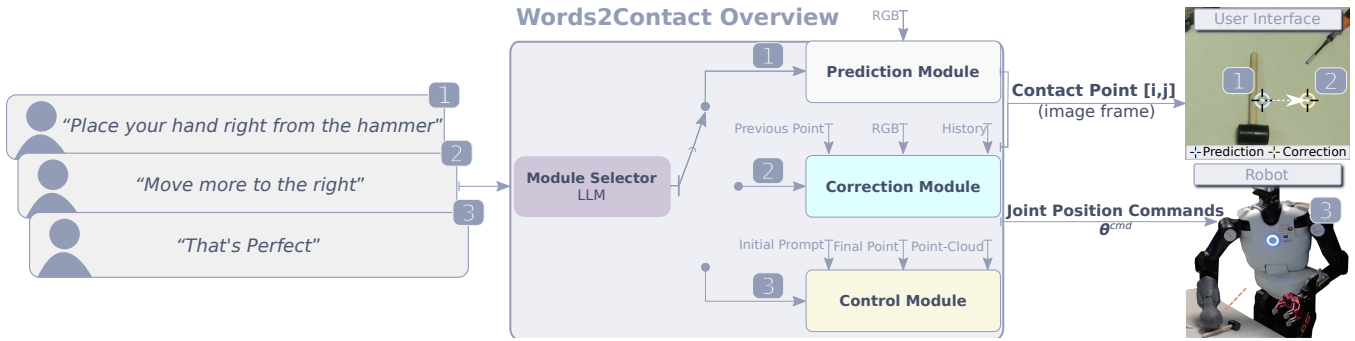 Words2Contact Overview
1
“Place your hand right from the hammer”
2
“Move more to the right”
3
“That's Perfect”
Module Selector
LLM
RGB
1
Prediction Module
Previous Point
RGB
History
2
Correction Module
Initial Prompt
Final Point
Point-Cloud
3
Control Module
Contact Point [i,j]
(image frame)
Joint Position Commands
θcmd
User Interface
1
2
Prediction
Correction
Robot
3